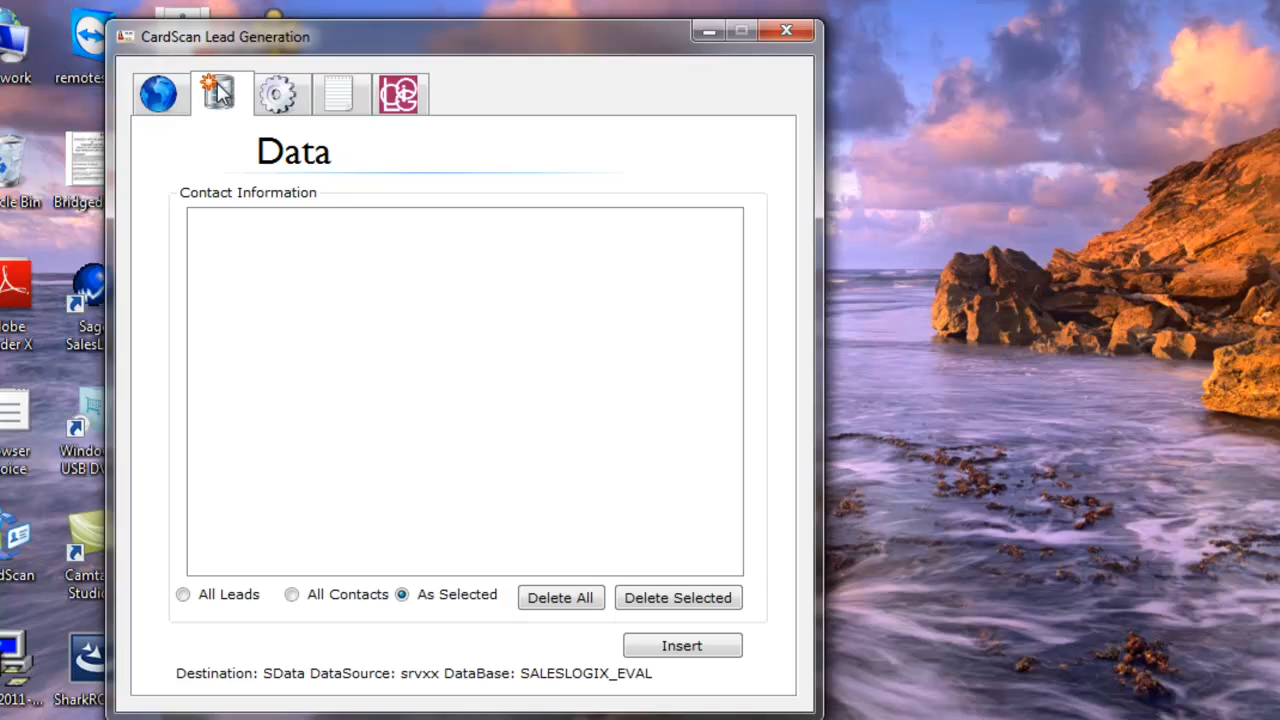 CardScan Lead Generation
work
remotes
Data
Contact Information
cle Bin
Bridged
obe
der X
Sag
SalesL
wser
oice
Windo
USB DV
dScan
Camta
Studi
All Leads
All Contacts
As Selected
Delete All
Delete Selected
Insert
Destination: SData DataSource: srvxx DataBase: SALESLOGIX_EVAL
2011-...
SharkRO